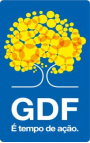 GDF
É tempo de ação.